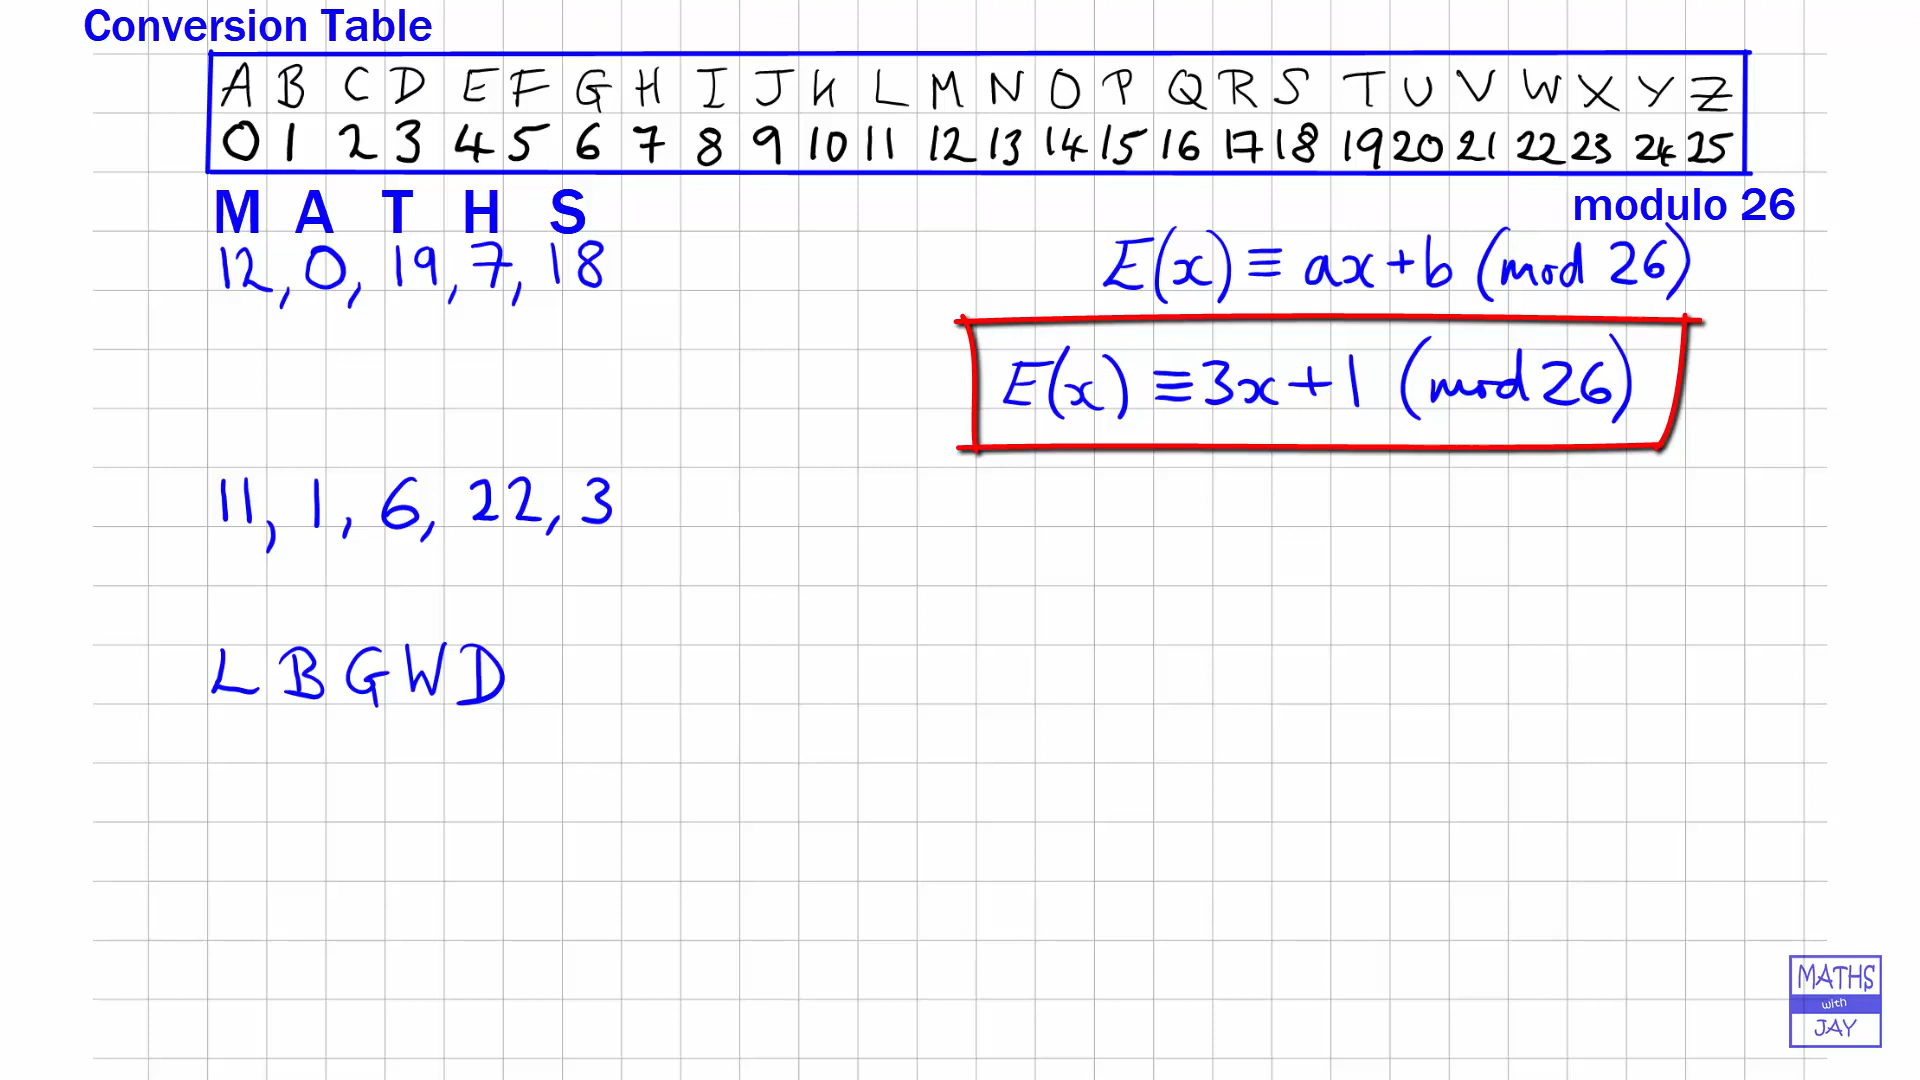 Conversion Table
A B C D E F G H I J K L M N O P Q R S T U V W X Y Z
0 1 2 3 4 5 6 7 8 9 10 11 12 13 14 15 16 17 18 19 20 21 22 23 24 25
M A T H S
modulo 26
12, 0, 19, 7, 18
E(x) ≡ ax + b (mod 26)
E(x) ≡ 3x + 1 (mod 26)
11, 1, 6, 22, 3
L B G W D
MATHS
with
JAY